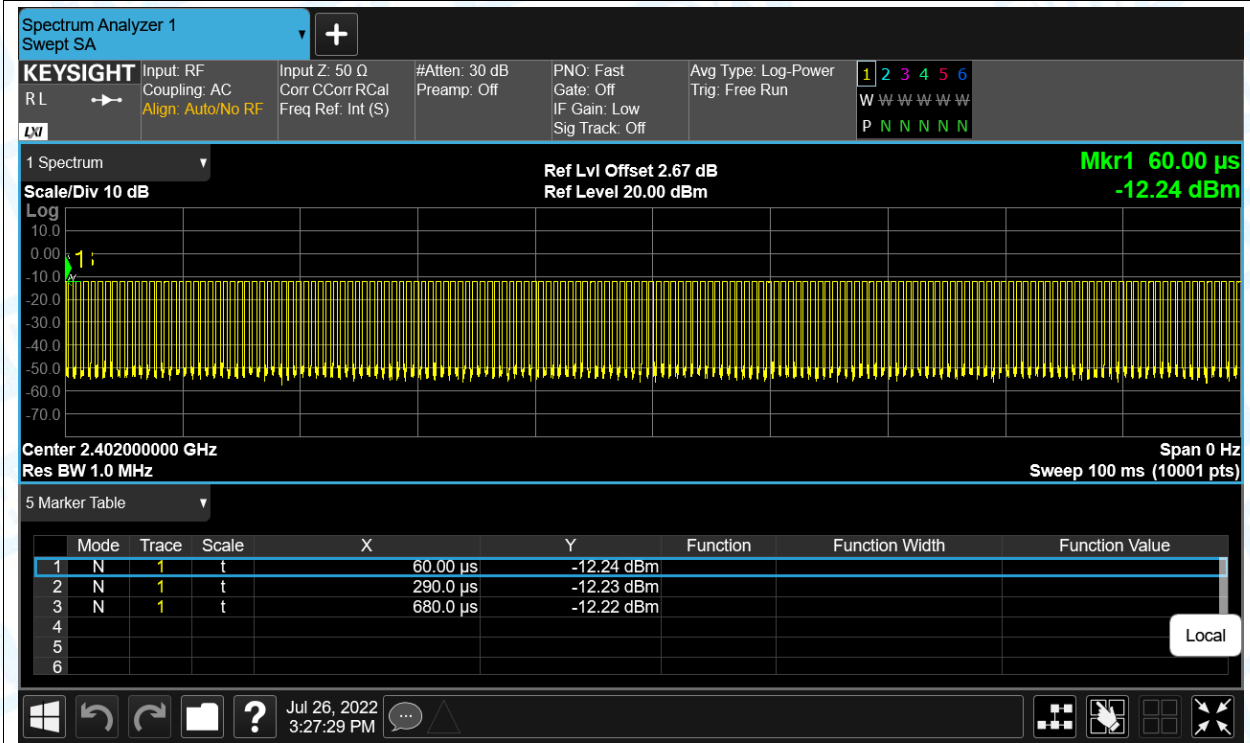 Spectrum Analyzer 1
Swept SA
+
KEYSIGHT Input: RF Input Z: 50 Ω #Atten: 30 dB PNO: Fast Avg Type: Log-Power 1 2 3 4 5 6
R L Coupling: AC Corr CCorr RCal Preamp: Off Gate: Off Trig: Free Run
Align: Auto/No RF Freq Ref: Int (S) IF Gain: Low W W W W W W
LXI Sig Track: Off P N N N N N
1 Spectrum Mkr1 60.00 µs
Ref Lvl Offset 2.67 dB -12.24 dBm
Scale/Div 10 dB Ref Level 20.00 dBm
Log
10.0
0.00 1
-10.0
-20.0
-30.0
-40.0
-50.0
-60.0
-70.0
Center 2.402000000 GHz Span 0 Hz
Res BW 1.0 MHz Sweep 100 ms (10001 pts)
5 Marker Table
Mode Trace Scale X Y Function Function Width Function Value
1 N 1 t 60.00 µs -12.24 dBm
2 N 1 t 290.0 µs -12.23 dBm
3 N 1 t 680.0 µs -12.22 dBm
4
5
6
Local
? Jul 26, 2022
3:27:29 PM